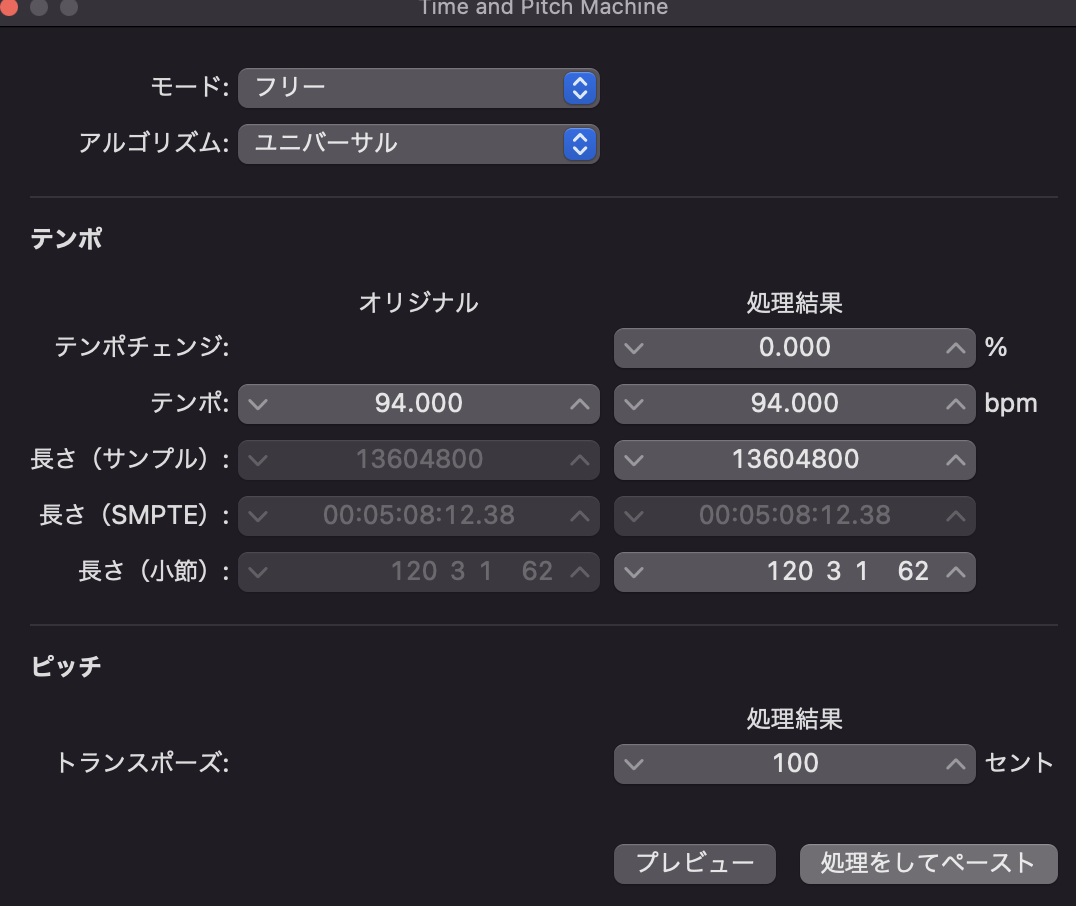 Time and Pitch Machine
モード: フリー
アルゴリズム: ユニバーサル
テンポ
オリジナル 処理結果
テンポチェンジ: 0.000 %
テンポ: 94.000 94.000 bpm
長さ（サンプル）: 13604800 13604800
長さ（SMPTE）: 00:05:08:12.38 00:05:08:12.38
長さ（小節）: 120 3 1 62 120 3 1 62
ピッチ
処理結果
トランスポーズ: 100 セント
プレビュー 処理をしてペースト